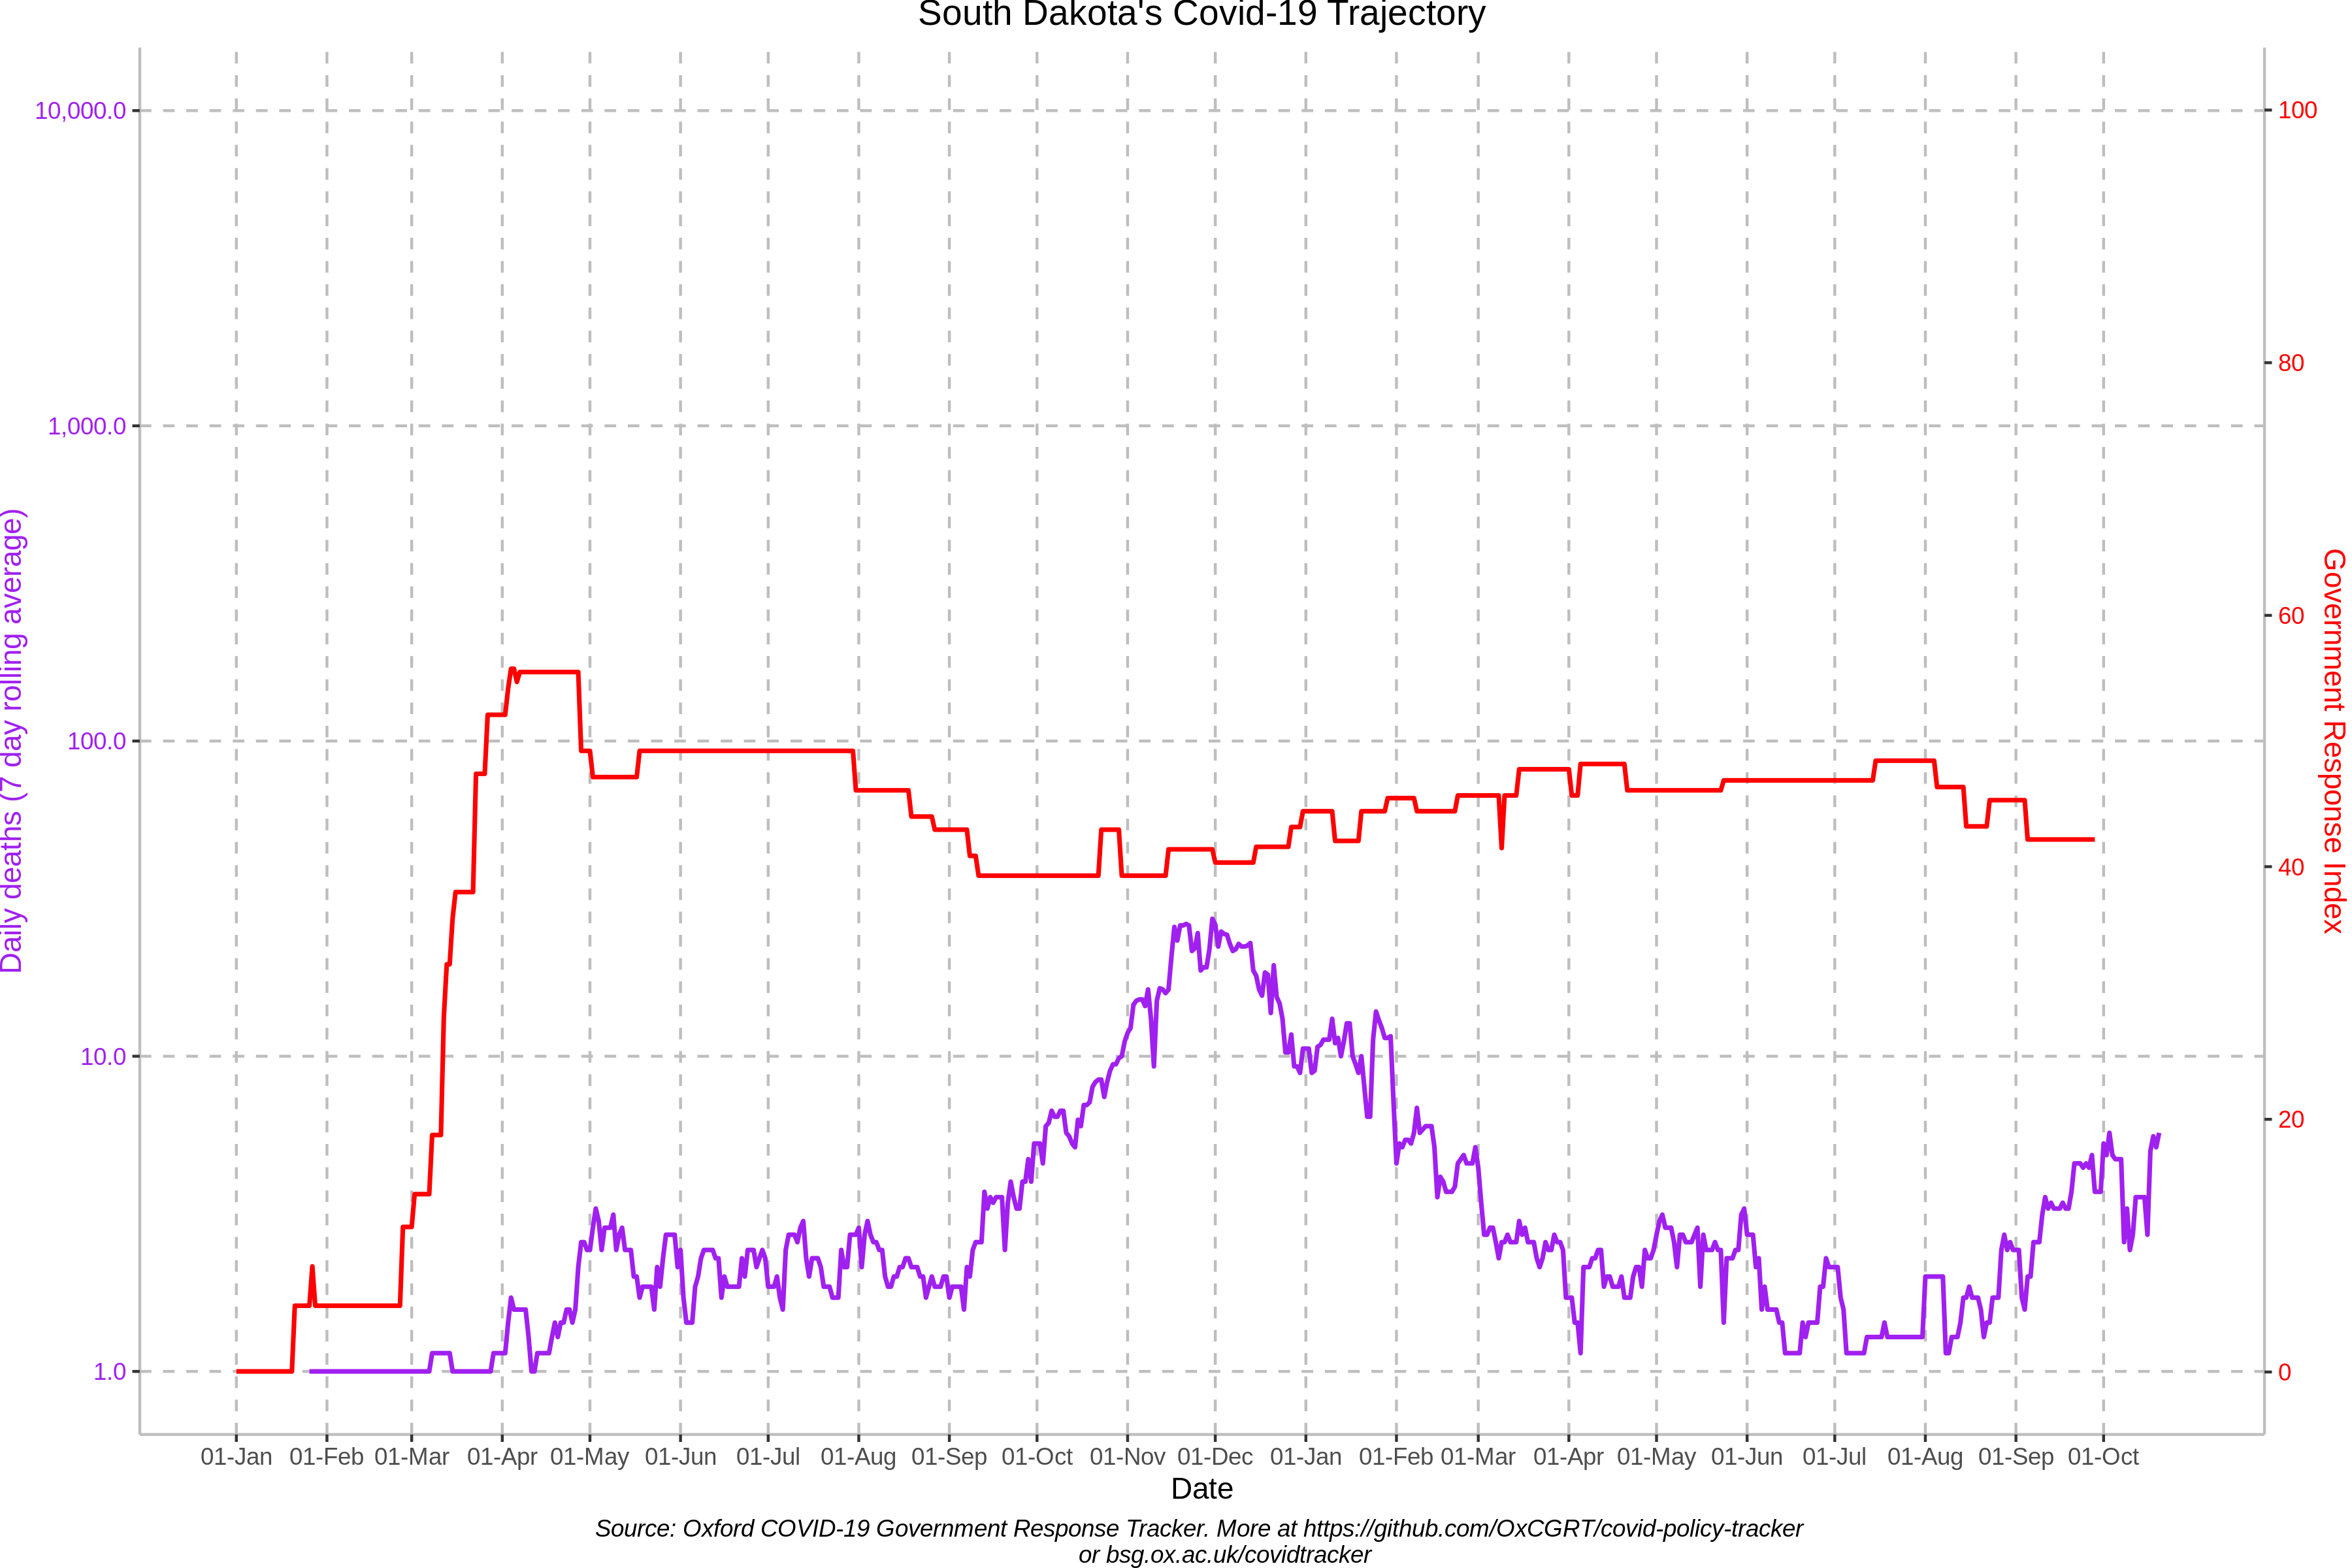 South Dakota's Covid-19 Trajectory
10,000.0
1,000.0
100.0
10.0
1.0
Daily deaths (7 day rolling average)
100
80
60
40
20
0
Government Response Index
01-Jan 01-Feb 01-Mar 01-Apr 01-May 01-Jun 01-Jul 01-Aug 01-Sep 01-Oct 01-Nov 01-Dec 01-Jan 01-Feb 01-Mar 01-Apr 01-May 01-Jun 01-Jul 01-Aug 01-Sep 01-Oct
Date
Source: Oxford COVID-19 Government Response Tracker. More at https://github.com/OxCGRT/covid-policy-tracker
or bsg.ox.ac.uk/covidtracker